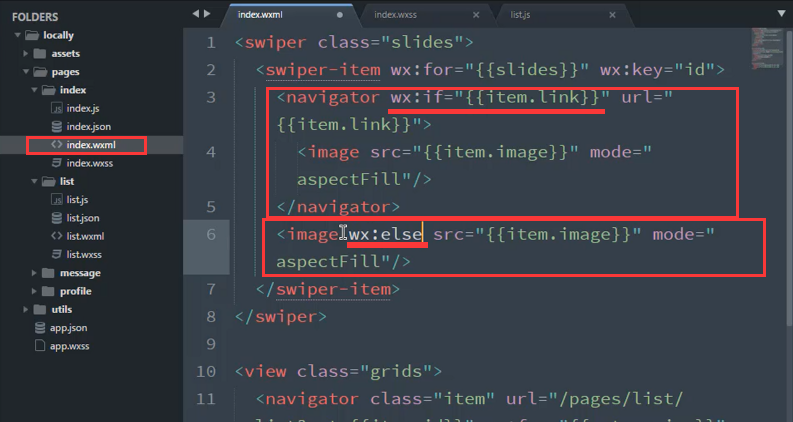 FOLDERS
locally
assets
pages
index
index.js
index.json
index.wxml
index.wxss
list
list.js
list.json
list.wxml
list.wxss
message
profile
utils
app.json
app.wxss
index.wxml
index.wxss
list.js
1 <swiper class="slides">
2 <swiper-item wx:for="{{slides}}" wx:key="id">
3 <navigator wx:if="{{item.link}}" url="
{{item.link}}">
4 <image src="{{item.image}}" mode="
aspectFill"/>
5 </navigator>
6 <image wx:else src="{{item.image}}" mode="
aspectFill"/>
7 </swiper-item>
8 </swiper>
9
10 <view class="grids">
11 <navigator class="item" url="/pages/list/